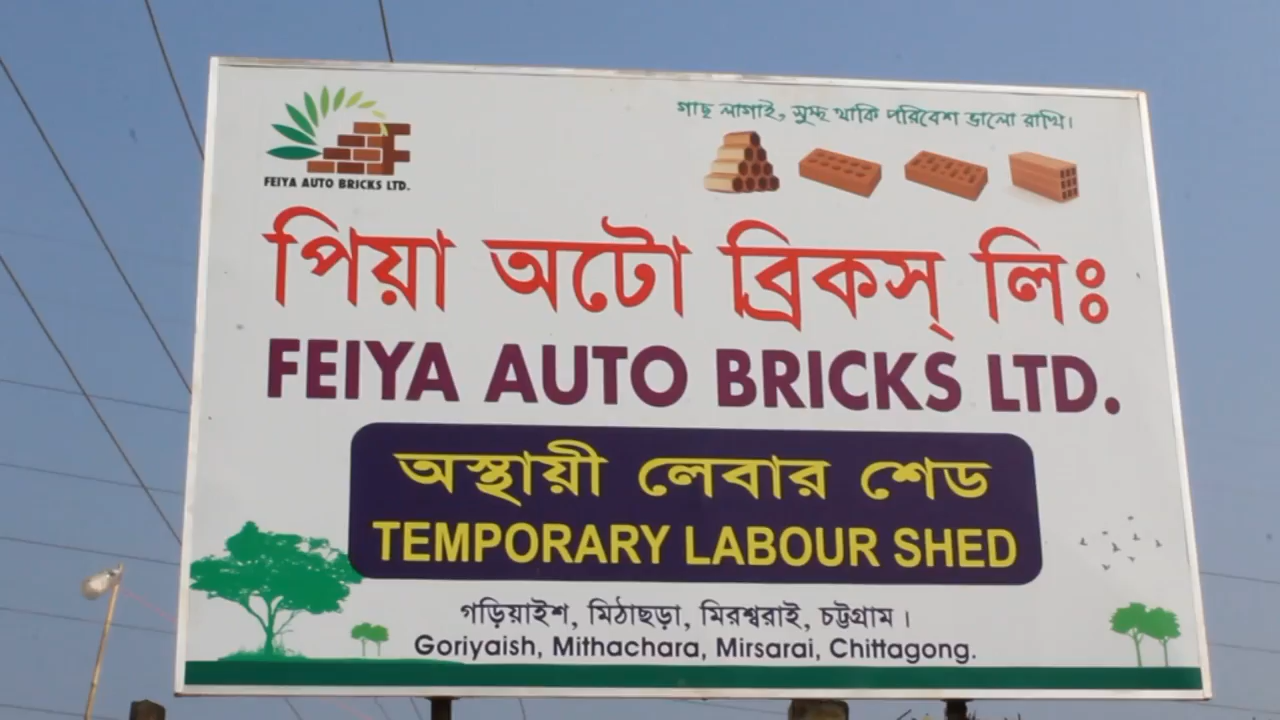 গাছ লাগাই, সুস্হ থাকি পরিবেশ ভালো রাখি।
FEIYA AUTO BRICKS LTD.
পিয়া অটো ব্রিকস্ লিঃ
FEIYA AUTO BRICKS LTD.
অস্থায়ী লেবার শেড
TEMPORARY LABOUR SHED
গড়িয়াইশ, মিঠাছড়া, মিরশ্বরাই, চট্টগ্রাম।
Goriyaish, Mithachara, Mirsarai, Chittagong.